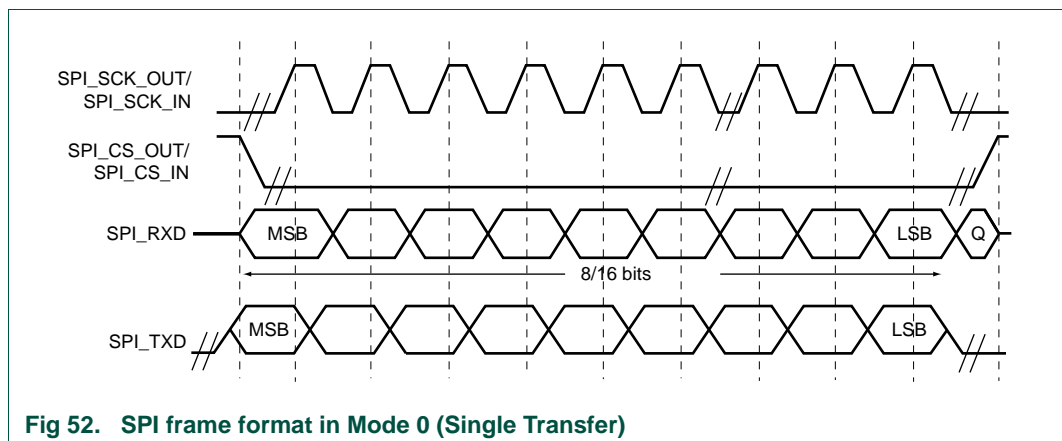 SPI_SCK_OUT/
SPI_SCK_IN
SPI_CS_OUT/
SPI_CS_IN
SPI_RXD
MSB
LSB
Q
8/16 bits
SPI_TXD
MSB
LSB
Fig 52. SPI frame format in Mode 0 (Single Transfer)